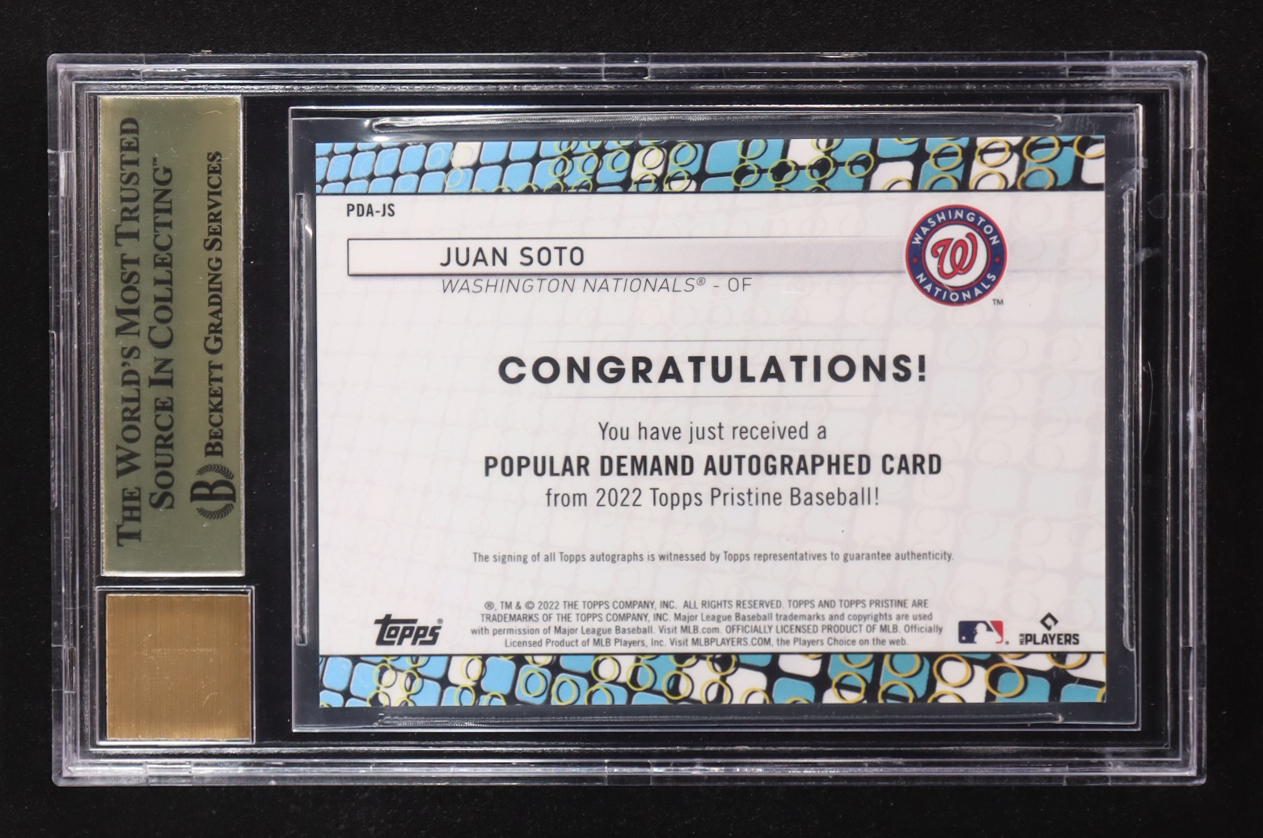 THE WORLD'S MOST TRUSTED
SOURCE IN COLLECTING™
B BECKETT GRADING SERVICES
PDA-JS
JUAN SOTO
WASHINGTON NATIONALS® - OF
WASHINGTON
W
NATIONALS
™
CONGRATULATIONS!
You have just received a
POPULAR DEMAND AUTOGRAPHED CARD
from 2022 Topps Pristine Baseball!
The signing of all Topps autographs is witnessed by Topps representatives to guarantee authenticity.
®, TM & © 2022 THE TOPPS COMPANY, INC. ALL RIGHTS RESERVED. TOPPS AND TOPPS PRISTINE ARE
TRADEMARKS OF THE TOPPS COMPANY, INC. Major League Baseball trademarks and copyrights are used
with permission of Major League Baseball. Visit MLB.com. OFFICIALLY LICENSED PRODUCT OF MLB. Officially
Licensed Product of MLB Players, Inc. Visit MLBPLAYERS.COM, the Players Choice on the web.
TOPPS®
PLAYERS